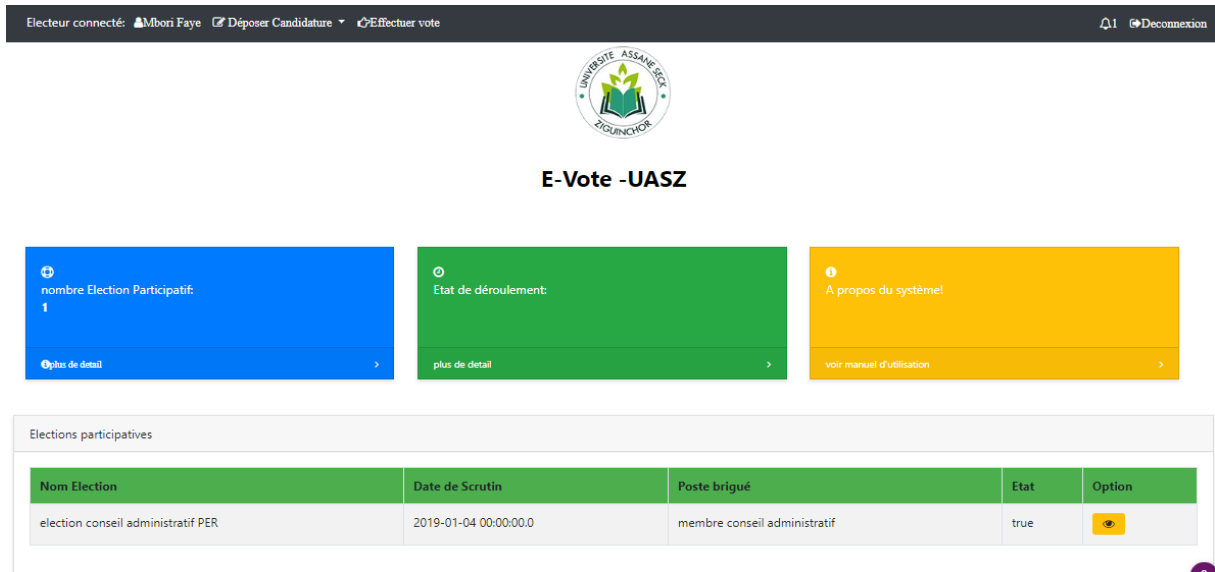 Electeur connecté: Mbori Faye Déposer Candidature Effectuer vote 1 Deconnexion
UNIVERSITE ASSANE SECK
ZIGUINCHOR
E-Vote -UASZ
nombre Election Participatif:
1
plus de detail
Etat de déroulement:
plus de detail
A propos du système!
voir manuel d'utilisation
Elections participatives
Nom Election Date de Scrutin Poste brigué Etat Option
election conseil administratif PER 2019-01-04 00:00:00.0 membre conseil administratif true